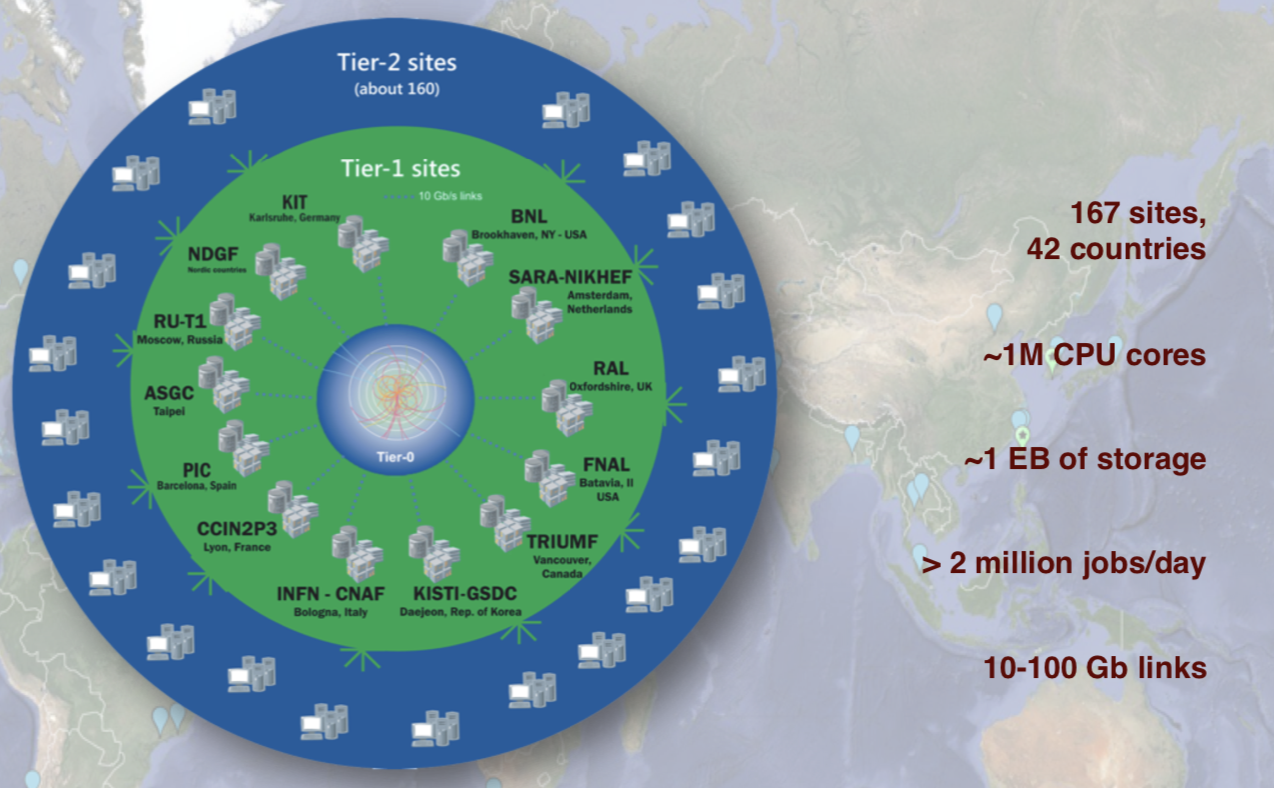 Tier-2 sites
(about 160)
Tier-1 sites
10 Gb/s links
KIT
Karlsruhe, Germany
BNL
Brookhaven, NY - USA
NDGF
Nordic countries
SARA-NIKHEF
Amsterdam,
Netherlands
RU-T1
Moscow, Russia
RAL
Oxfordshire, UK
ASGC
Taipei
Tier-0
PIC
Barcelona, Spain
FNAL
Batavia, Il
USA
CCIN2P3
Lyon, France
TRIUMF
Vancouver,
Canada
INFN - CNAF
Bologna, Italy
KISTI-GSDC
Daejeon, Rep. of Korea
167 sites,
42 countries
~1M CPU cores
~1 EB of storage
> 2 million jobs/day
10-100 Gb links